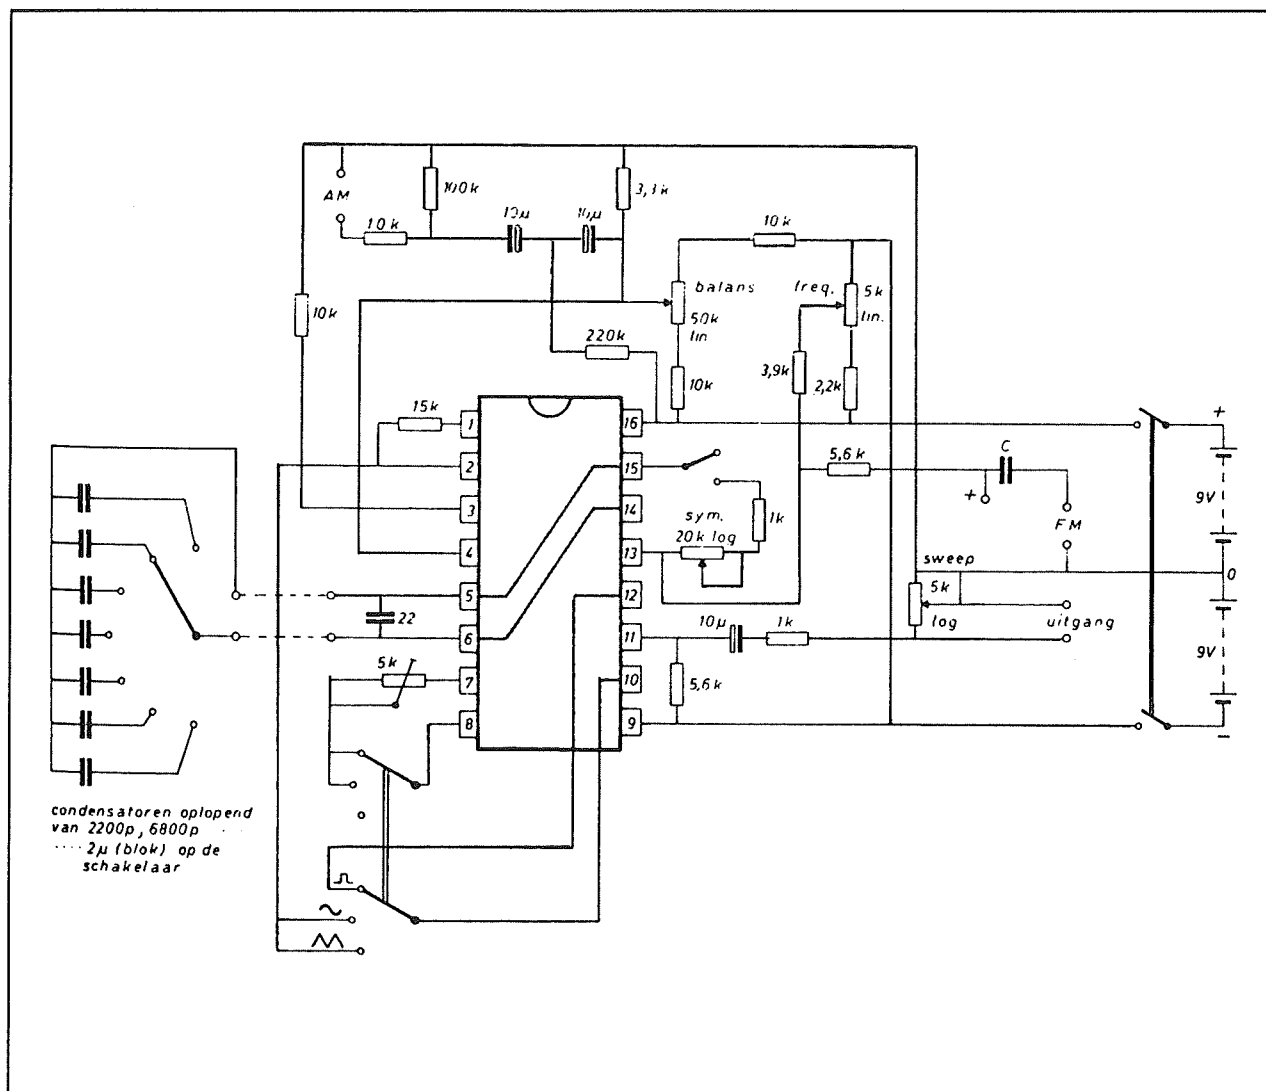 AM
100k
3,3k
10k
10µ
10µ
10k
10k
balans
50k
lin
freq.
5k
lin.
220k
3,9k
10k
2,2k
15k
1
16
+
2
15
5,6k
C
9V
3
14
+
sym.
20k log
1k
FM
4
13
sweep
5
12
5k
0
22
10µ
1k
log
uitgang
6
11
9V
5k
7
10
5,6k
8
9
−
condensatoren oplopend
van 2200p, 6800p
···· 2µ (blok) op de
schakelaar